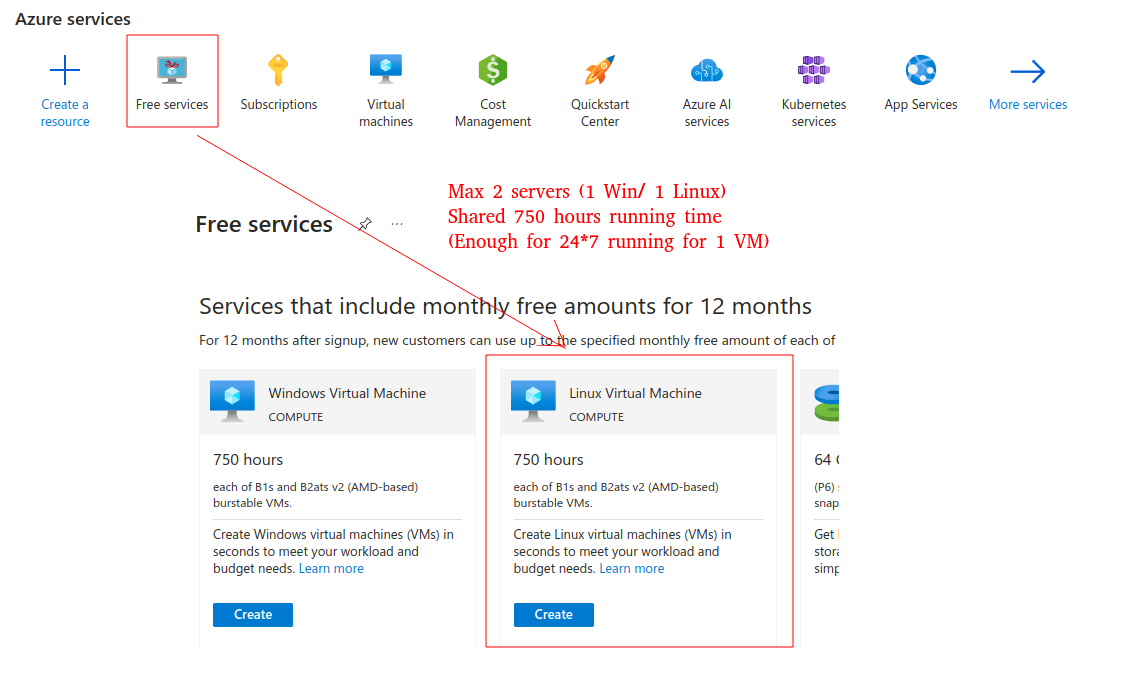 Azure services
Create a
resource
Free services
Subscriptions
Virtual
machines
Cost
Management
Quickstart
Center
Azure AI
services
Kubernetes
services
App Services
More services
Max 2 servers (1 Win/ 1 Linux)
Shared 750 hours running time
(Enough for 24*7 running for 1 VM)
Free services
Services that include monthly free amounts for 12 months
For 12 months after signup, new customers can use up to the specified monthly free amount of each of
Windows Virtual Machine
COMPUTE
750 hours
each of B1s and B2ats v2 (AMD-based)
burstable VMs.
Create Windows virtual machines (VMs) in
seconds to meet your workload and
budget needs. Learn more
Create
Linux Virtual Machine
COMPUTE
750 hours
each of B1s and B2ats v2 (AMD-based)
burstable VMs.
Create Linux virtual machines (VMs) in
seconds to meet your workload and
budget needs. Learn more
Create
64
(P6)
snap
Get
stora
simp